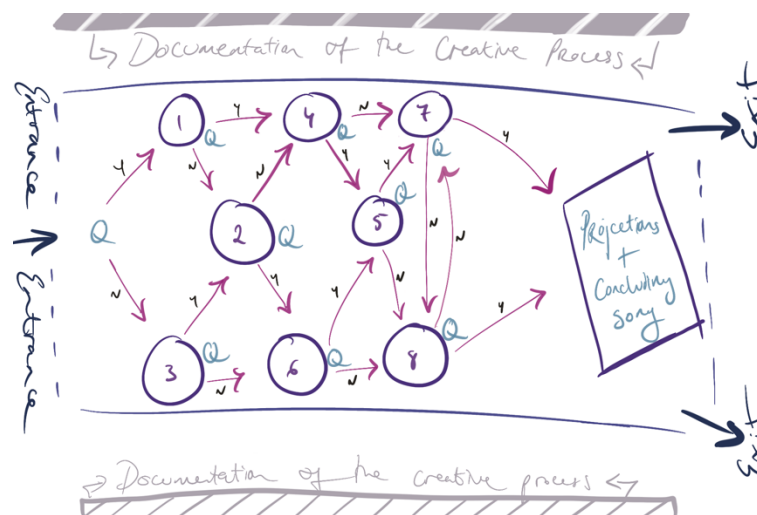 Documentation of the Creative Process
Entrance
Entrance
Exit
Exit
Q
Y
N
1
Q
Y
N
2
Q
N
Y
3
Q
Y
N
4
Q
N
Y
5
Q
Y
N
6
Q
Y
N
7
Q
Y
N
8
Q
Y
N
Projections
+
Concluding
Song
Documentation of the creative process